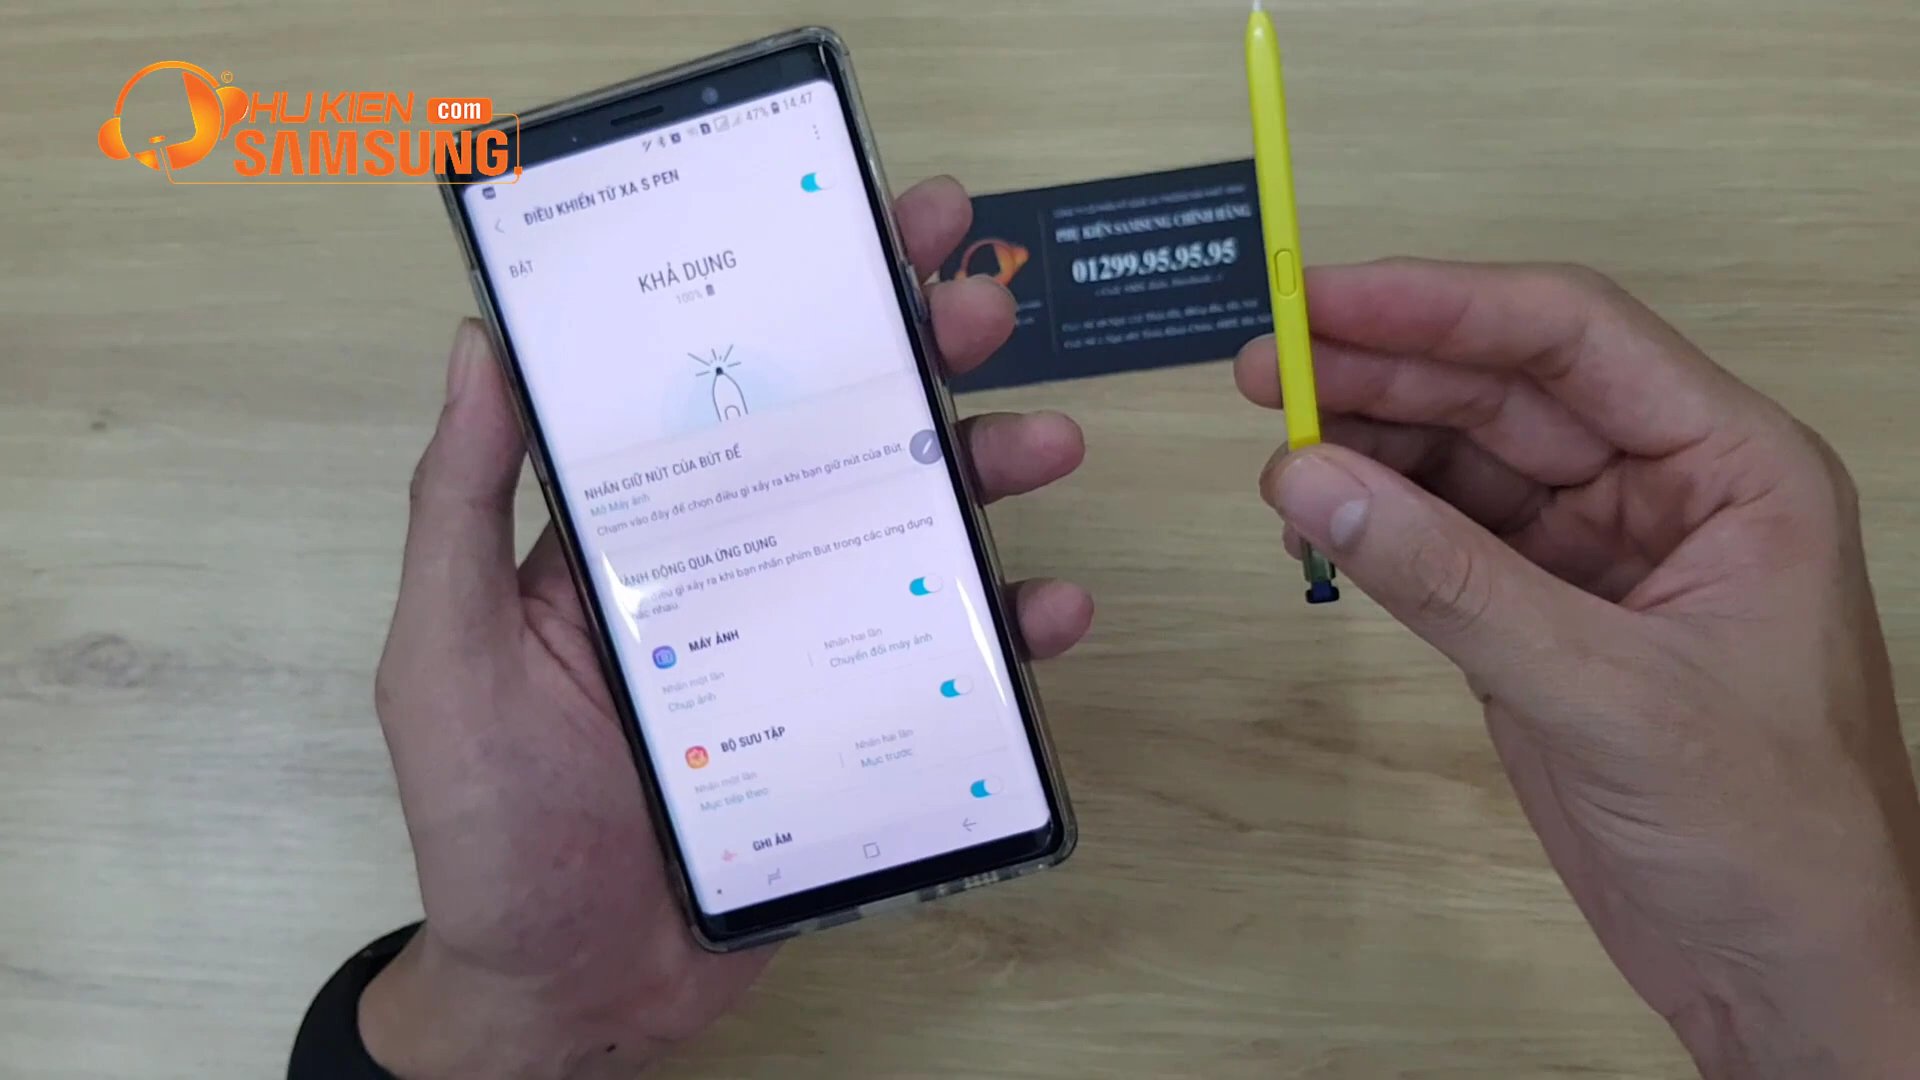 PHU KIEN com
SAMSUNG
47% 14.47
ĐIỀU KHIỂN TỪ XA S PEN
BẬT
KHẢ DỤNG
100%
NHẤN GIỮ NÚT CỦA BÚT ĐỂ
Mở Máy ảnh
Chạm vào đây để chọn điều gì xảy ra khi bạn giữ nút của Bút.
ÀNH ĐỘNG QUA ỨNG DỤNG
điều gì xảy ra khi bạn nhấn phím Bút trong các ứng dụng
nhau.
MÁY ẢNH
Nhấn một lần
Chụp ảnh
Nhấn hai lần
Chuyển đổi máy ảnh
BỘ SƯU TẬP
Nhấn một lần
Mục tiếp theo
Nhấn hai lần
Mục trước
GHI ÂM
PHỤ KIỆN SAMSUNG CHÍNH HÃNG
01299.95.95.95